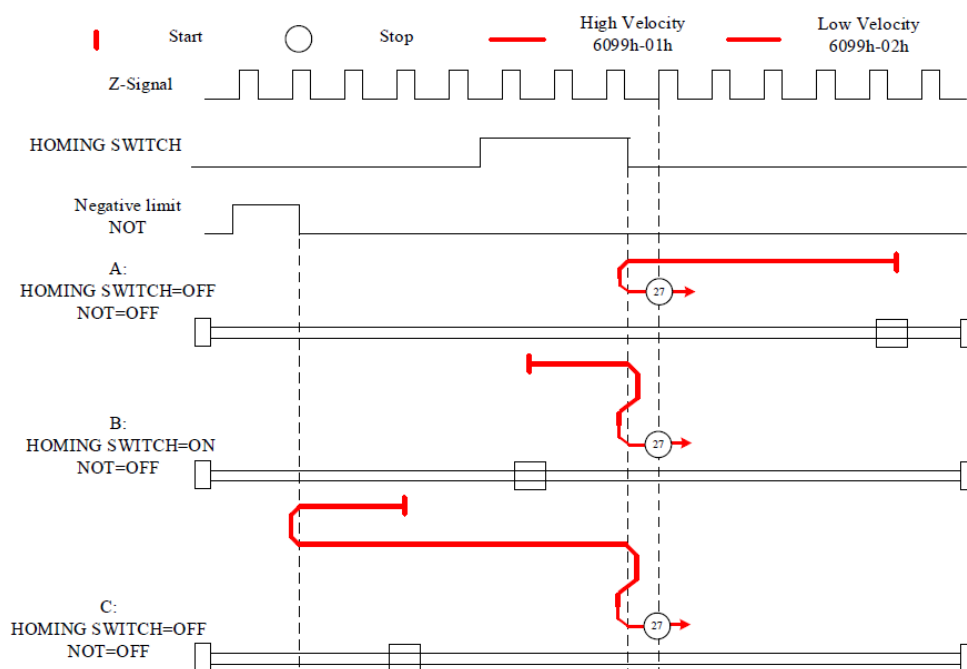 Start
Stop
High Velocity
6099h-01h
Low Velocity
6099h-02h
Z-Signal
HOMING SWITCH
Negative limit
NOT
A:
HOMING SWITCH=OFF
NOT=OFF
27
B:
HOMING SWITCH=ON
NOT=OFF
27
C:
HOMING SWITCH=OFF
NOT=OFF
27